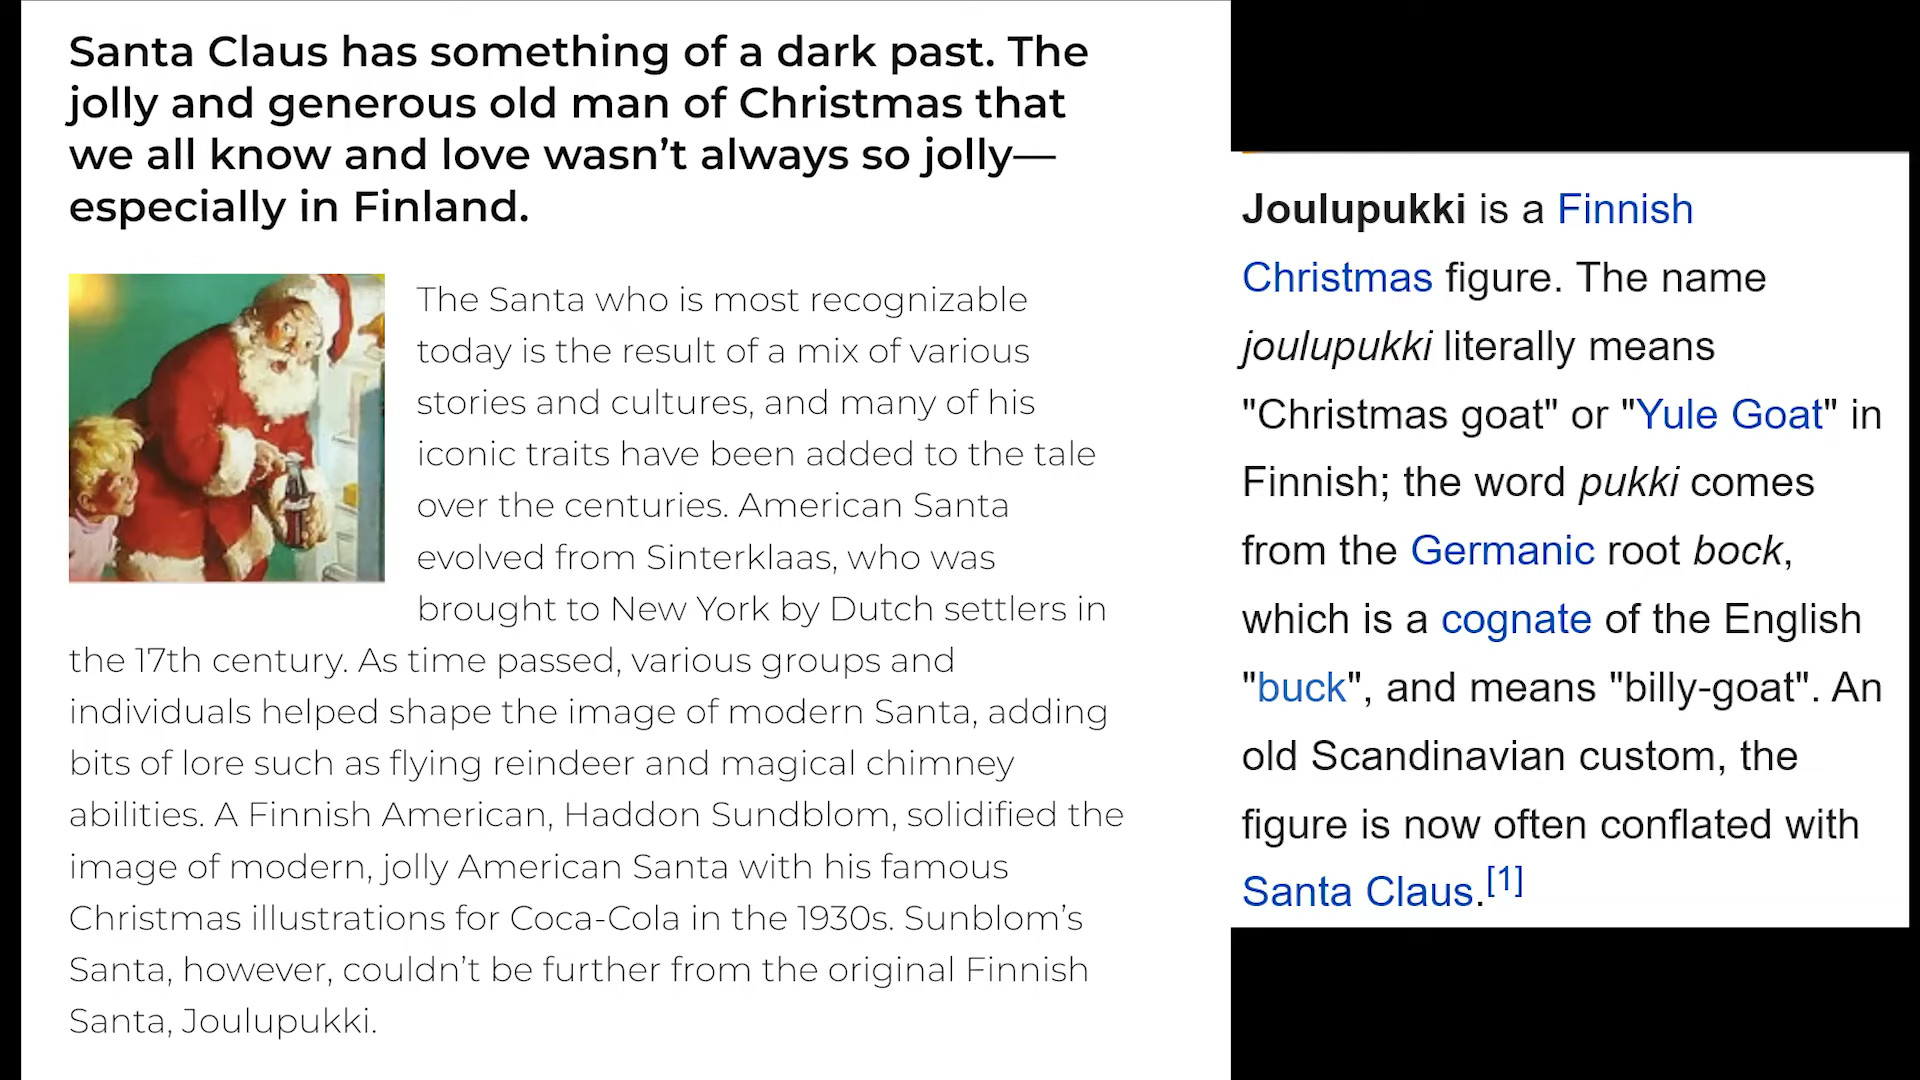 Santa Claus has something of a dark past. The
jolly and generous old man of Christmas that
we all know and love wasn’t always so jolly—
especially in Finland.
The Santa who is most recognizable
today is the result of a mix of various
stories and cultures, and many of his
iconic traits have been added to the tale
over the centuries. American Santa
evolved from Sinterklaas, who was
brought to New York by Dutch settlers in
the 17th century. As time passed, various groups and
individuals helped shape the image of modern Santa, adding
bits of lore such as flying reindeer and magical chimney
abilities. A Finnish American, Haddon Sundblom, solidified the
image of modern, jolly American Santa with his famous
Christmas illustrations for Coca-Cola in the 1930s. Sunblom’s
Santa, however, couldn’t be further from the original Finnish
Santa, Joulupukki.
Joulupukki is a Finnish
Christmas figure. The name
joulupukki literally means
"Christmas goat" or "Yule Goat" in
Finnish; the word pukki comes
from the Germanic root bock,
which is a cognate of the English
"buck", and means "billy-goat". An
old Scandinavian custom, the
figure is now often conflated with
Santa Claus.[1]